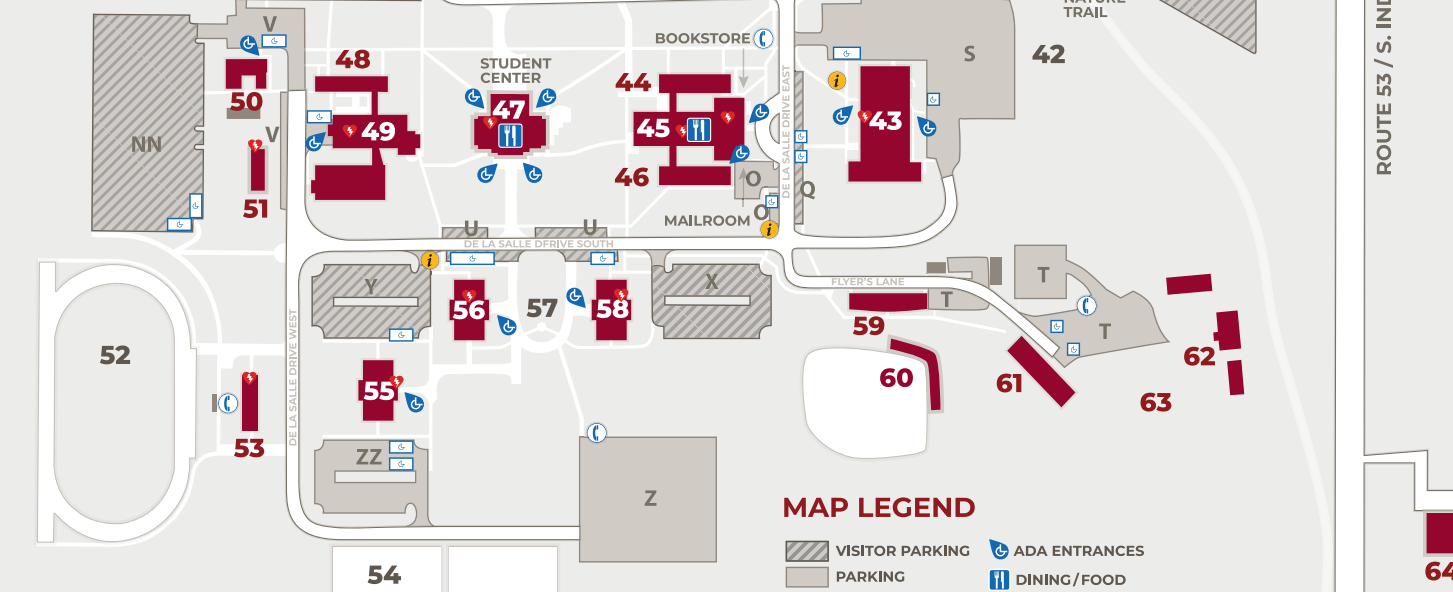 NATURE
TRAIL
V
BOOKSTORE
S
42
ROUTE 53 / S. IND
48
STUDENT
CENTER
44
DE LA SALLE DRIVE EAST
i
50
47
49
45
43
V
NN
51
46
O
Q
O
MAILROOM
i
U
U
DE LA SALLE DFRIVE SOUTH
i
Y
X
FLYER'S LANE
T
T
T
56
57
58
59
52
DE LA SALLE DRIVE WEST
55
60
61
62
63
I
53
ZZ
Z
MAP LEGEND
VISITOR PARKING
ADA ENTRANCES
PARKING
DINING / FOOD
54
64